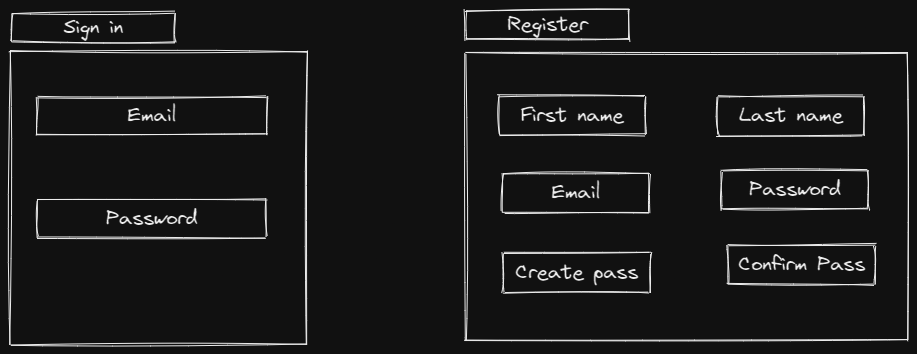 Sign in
Email
Password
Register
First name
Last name
Email
Password
Create pass
Confirm Pass